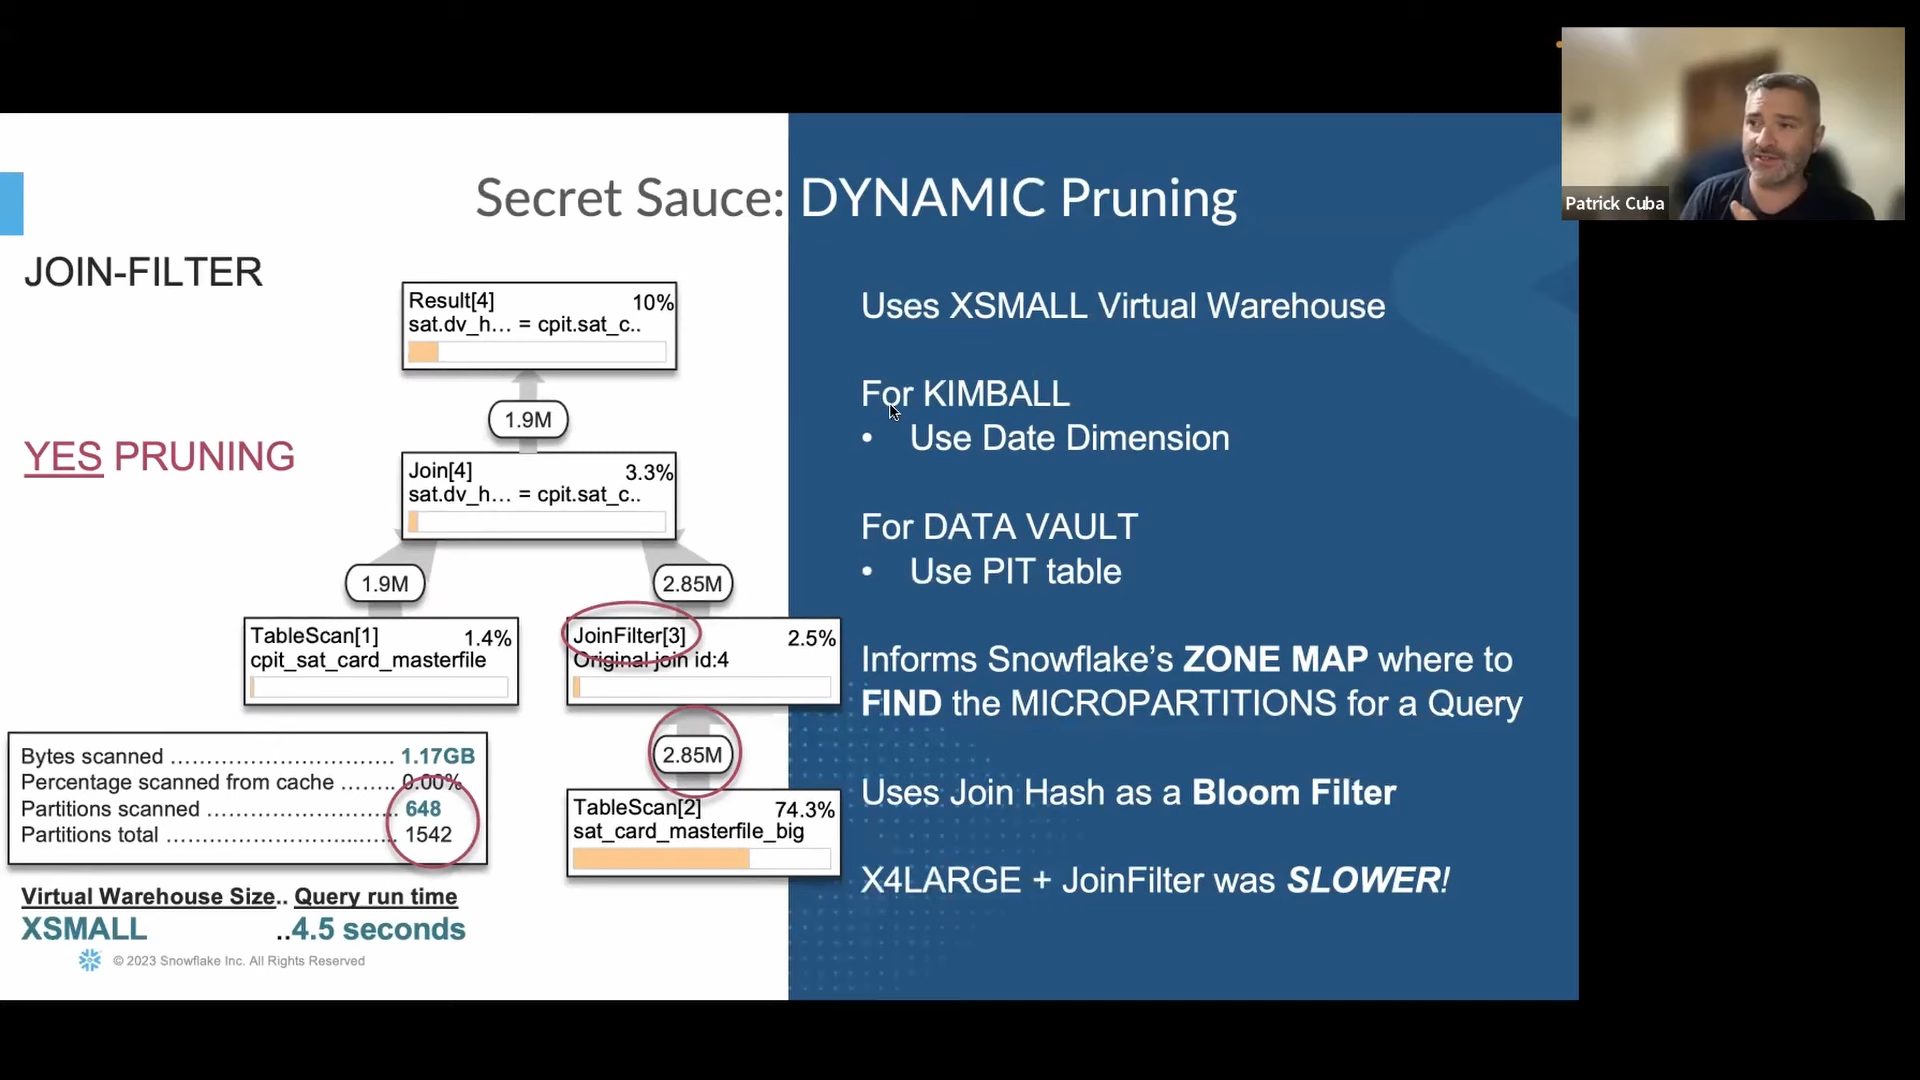 Patrick Cuba
Secret Sauce: DYNAMIC Pruning
JOIN-FILTER
YES PRUNING
Result[4] 10%
sat.dv_h... = cpit.sat_c..
1.9M
Join[4] 3.3%
sat.dv_h... = cpit.sat_c..
1.9M
2.85M
TableScan[1] 1.4%
cpit_sat_card_masterfile
JoinFilter[3] 2.5%
Original join id:4
2.85M
TableScan[2] 74.3%
sat_card_masterfile_big
Bytes scanned ................................ 1.17GB
Percentage scanned from cache ....... 0.00%
Partitions scanned ........................... 648
Partitions total ................................. 1542
Virtual Warehouse Size.. Query run time
XSMALL ..4.5 seconds
© 2023 Snowflake Inc. All Rights Reserved
Uses XSMALL Virtual Warehouse
For KIMBALL
• Use Date Dimension
For DATA VAULT
• Use PIT table
Informs Snowflake's ZONE MAP where to
FIND the MICROPARTITIONS for a Query
Uses Join Hash as a Bloom Filter
X4LARGE + JoinFilter was SLOWER!